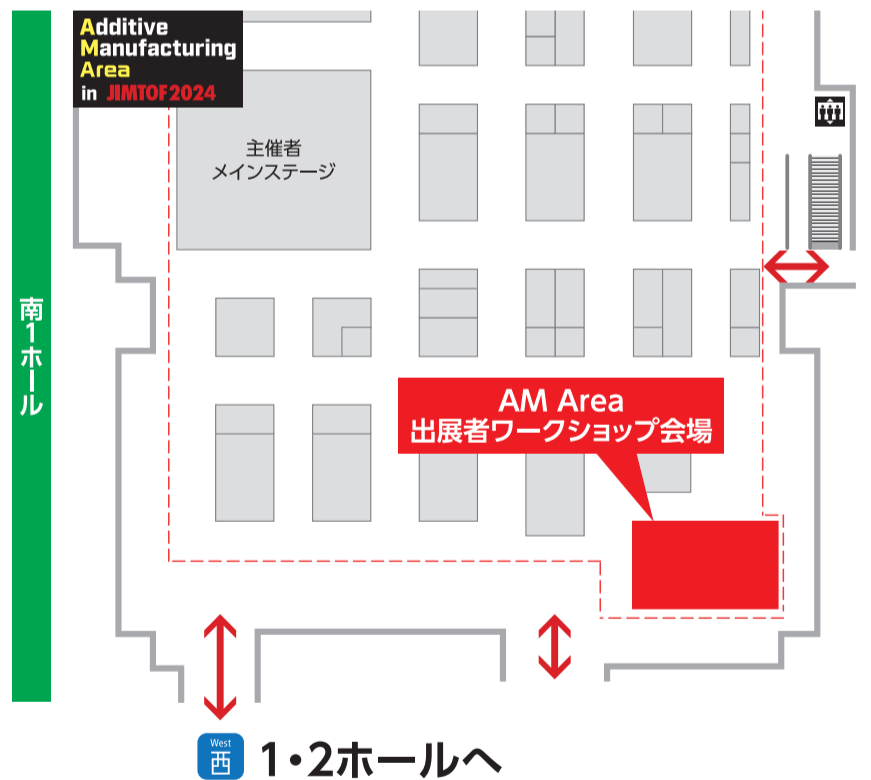 Additive
Manufacturing
Area
in JIMTOF2024
主催者
メインステージ
南1ホール
AM Area
出展者ワークショップ会場
West
西
1・2ホールへ